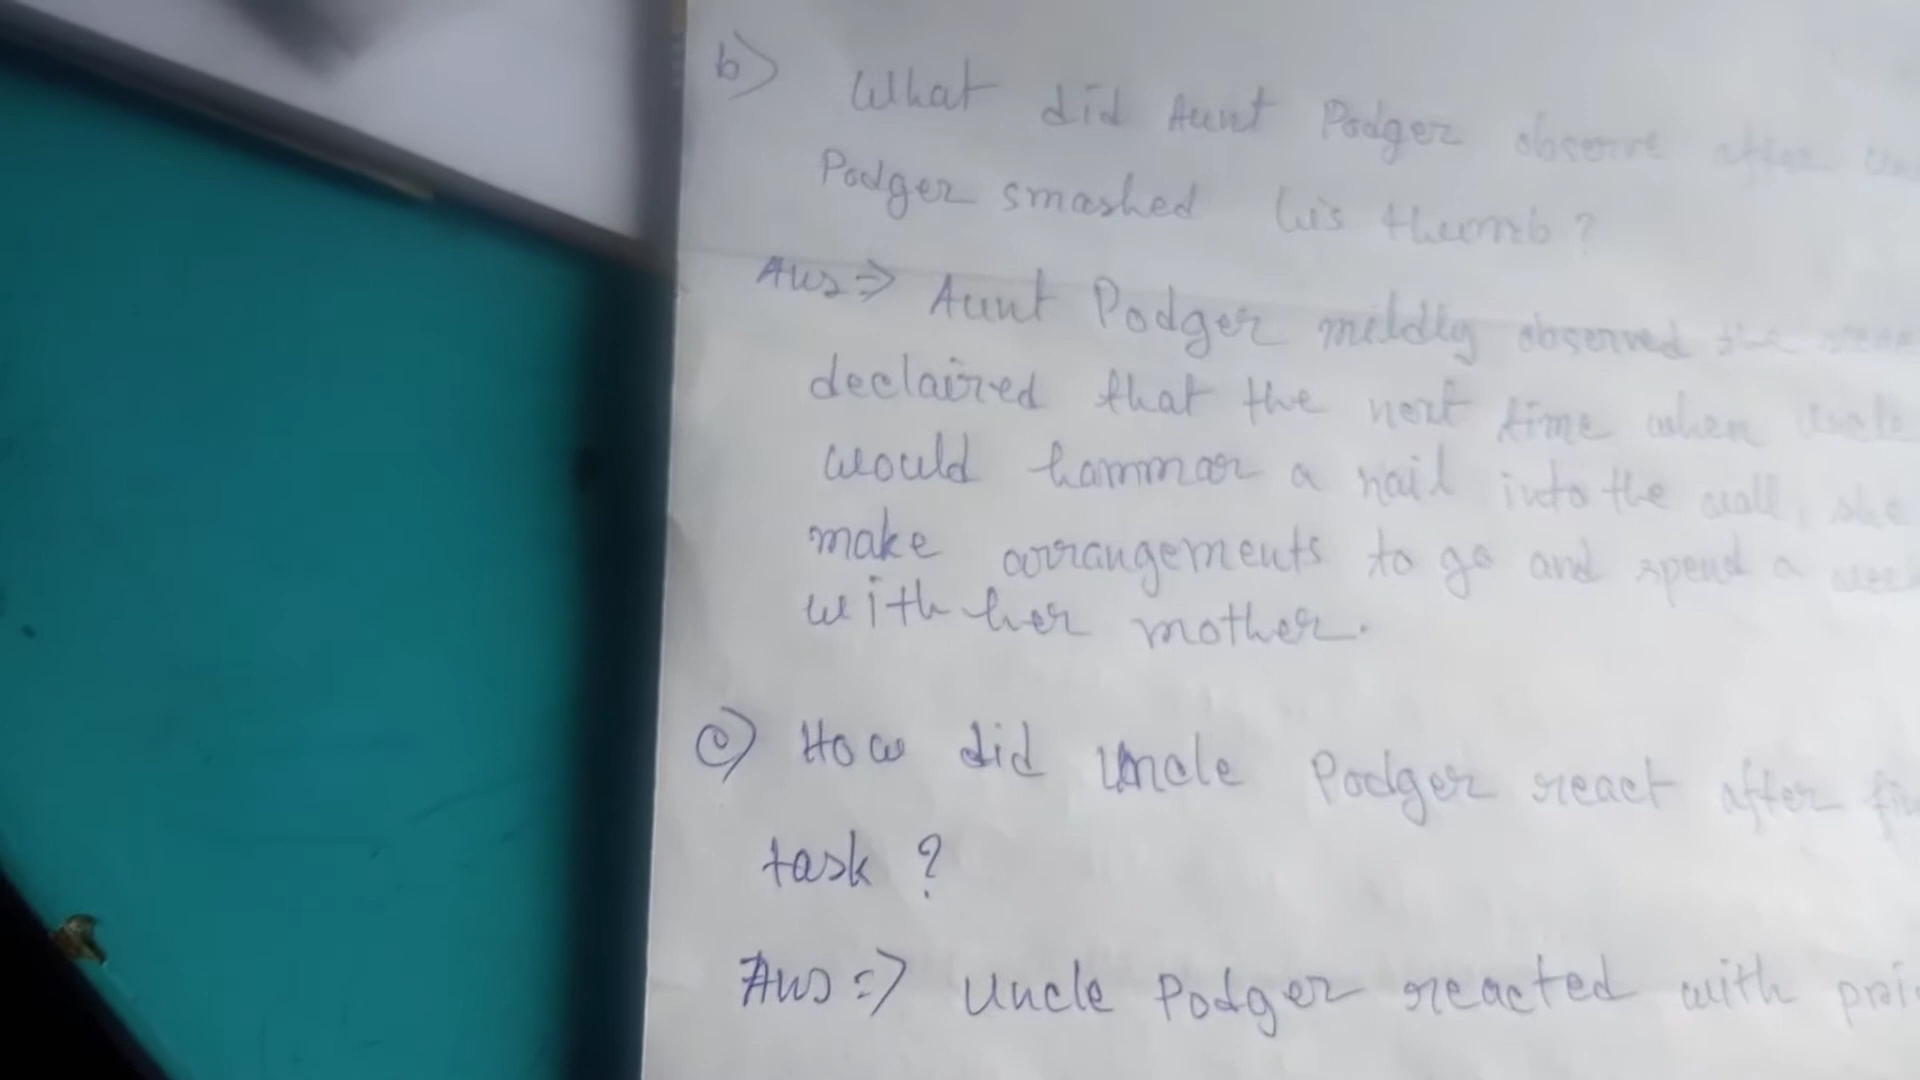 b) What did Aunt Podger observe after
Podger smashed his thumb?
Ans => Aunt Podger mildly observed the
declaired that the next time when
would hammar a nail into the wall, she
make arrangements to go and spend a
with her mother.
c) How did Uncle Podger react after
task ?
Ans => Uncle Podger reacted with